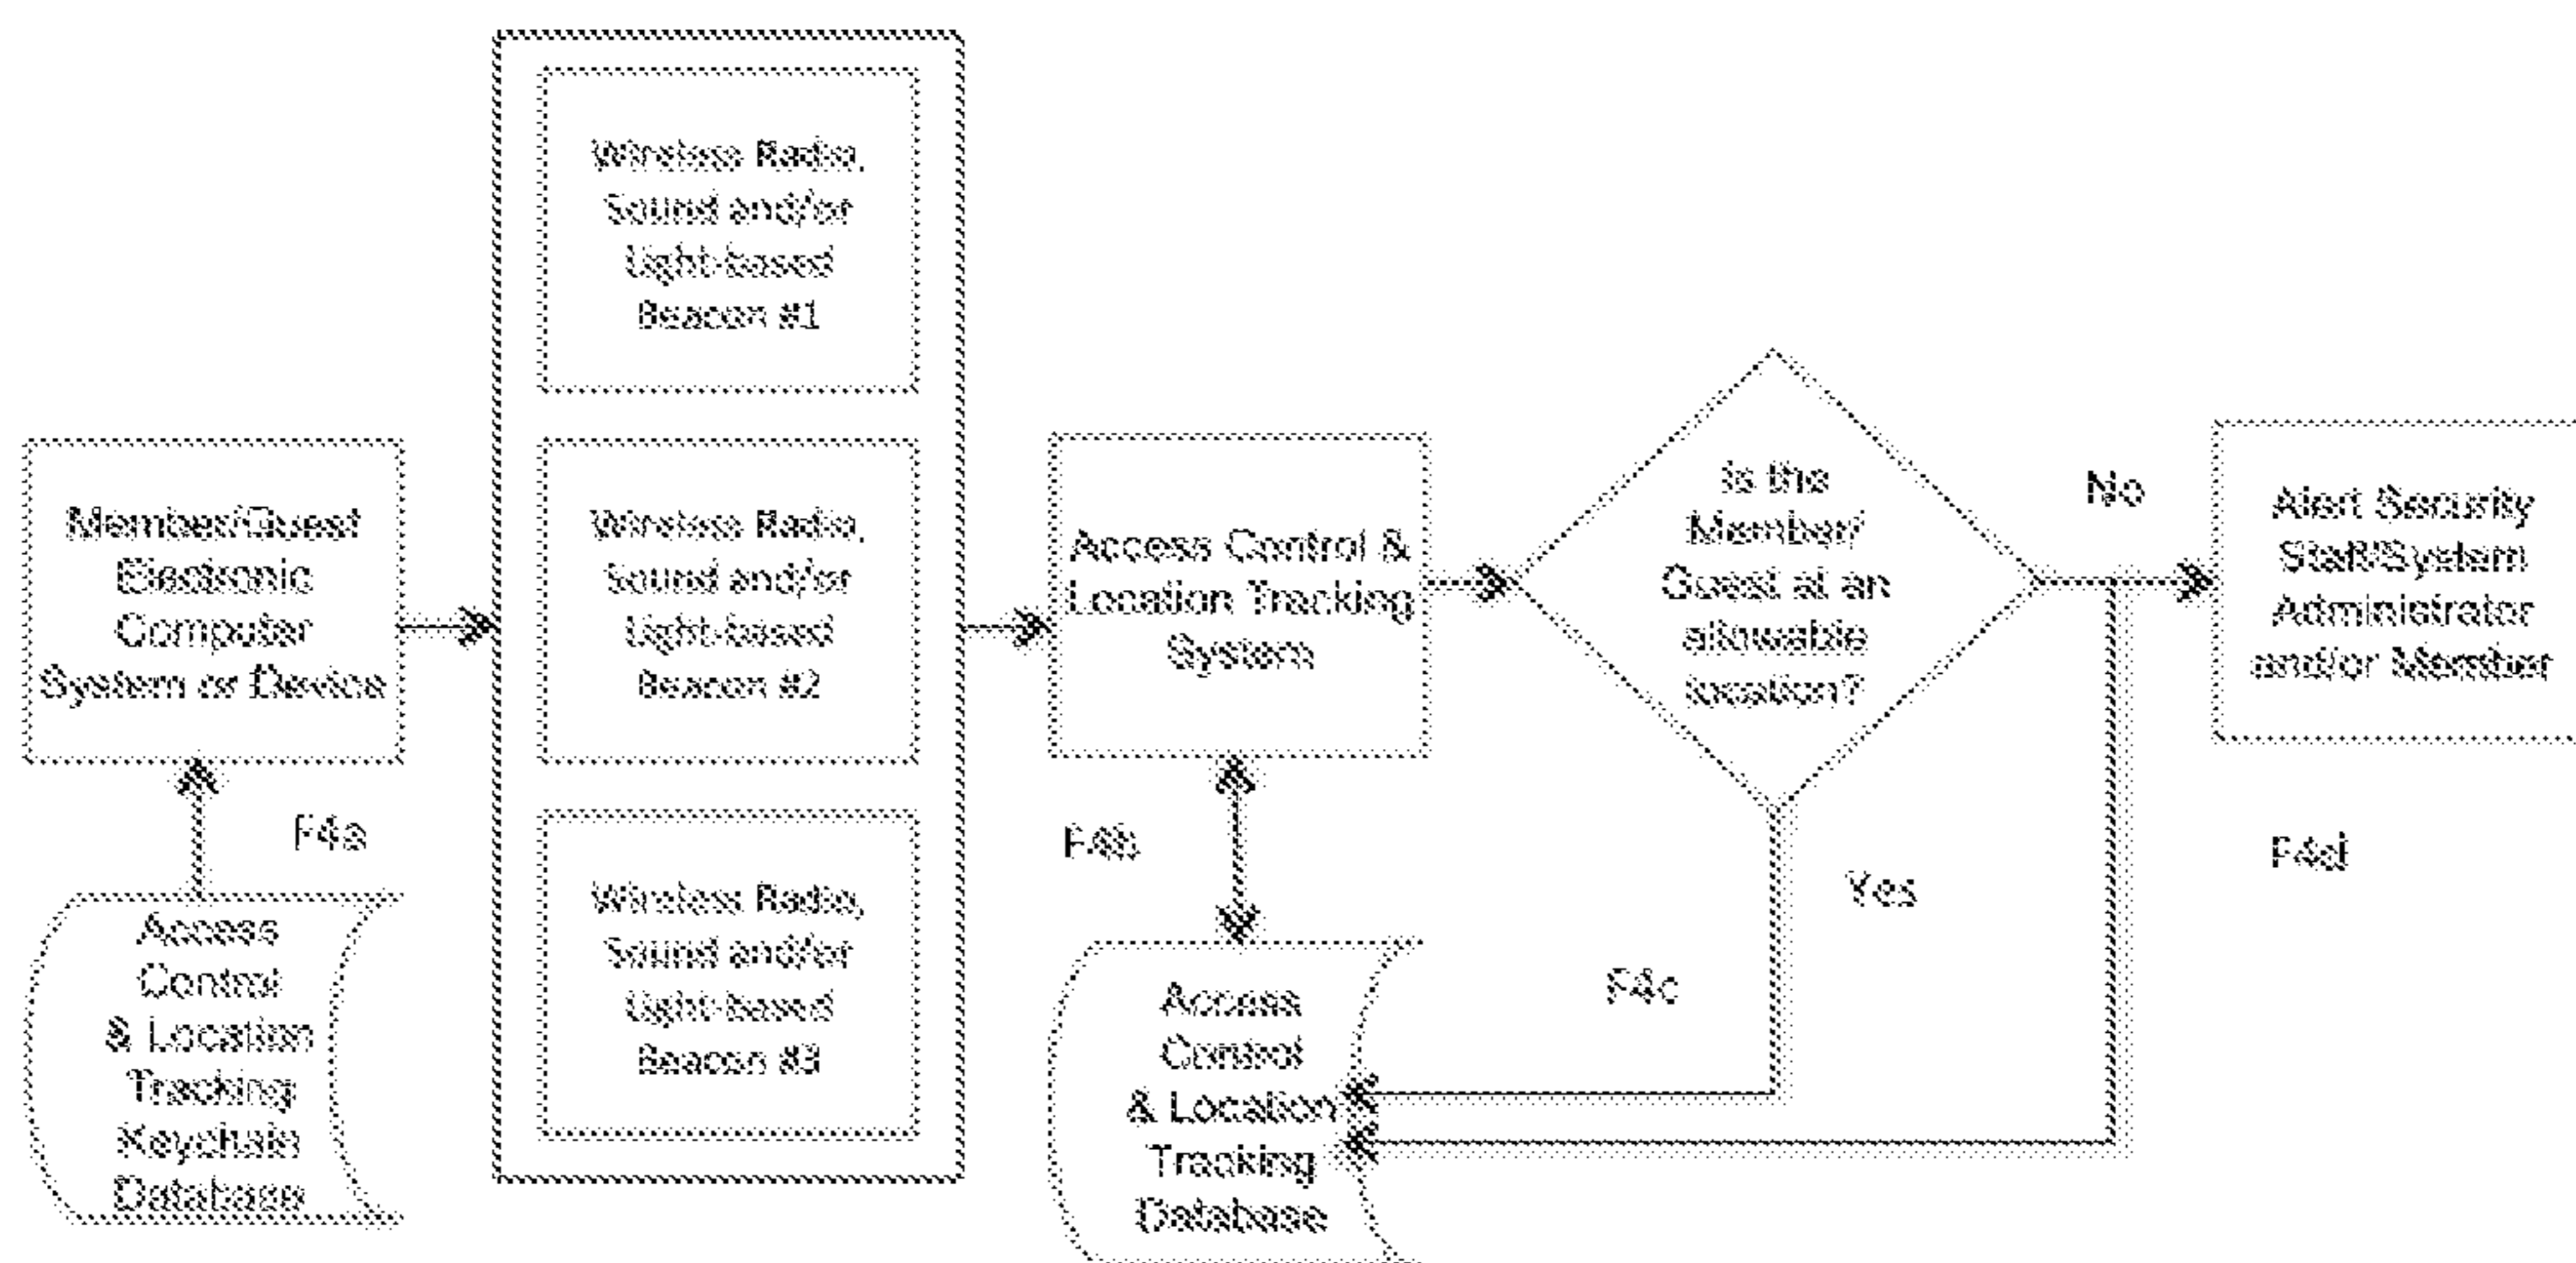 Member/Guest
Electronic
Computer
System or Device
F4a
Access
Control
& Location
Tracking
Keychain
Database
Wireless Radio,
Sound and/or
Light-based
Beacon #1
Wireless Radio,
Sound and/or
Light-based
Beacon #2
Wireless Radio,
Sound and/or
Light-based
Beacon #3
Access Control &
Location Tracking
System
F4b
Access
Control
& Location
Tracking
Database
Is the
Member/
Guest at an
allowable
location?
F4c
Yes
No
Alert Security
Staff/System
Administrator
and/or Member
F4d